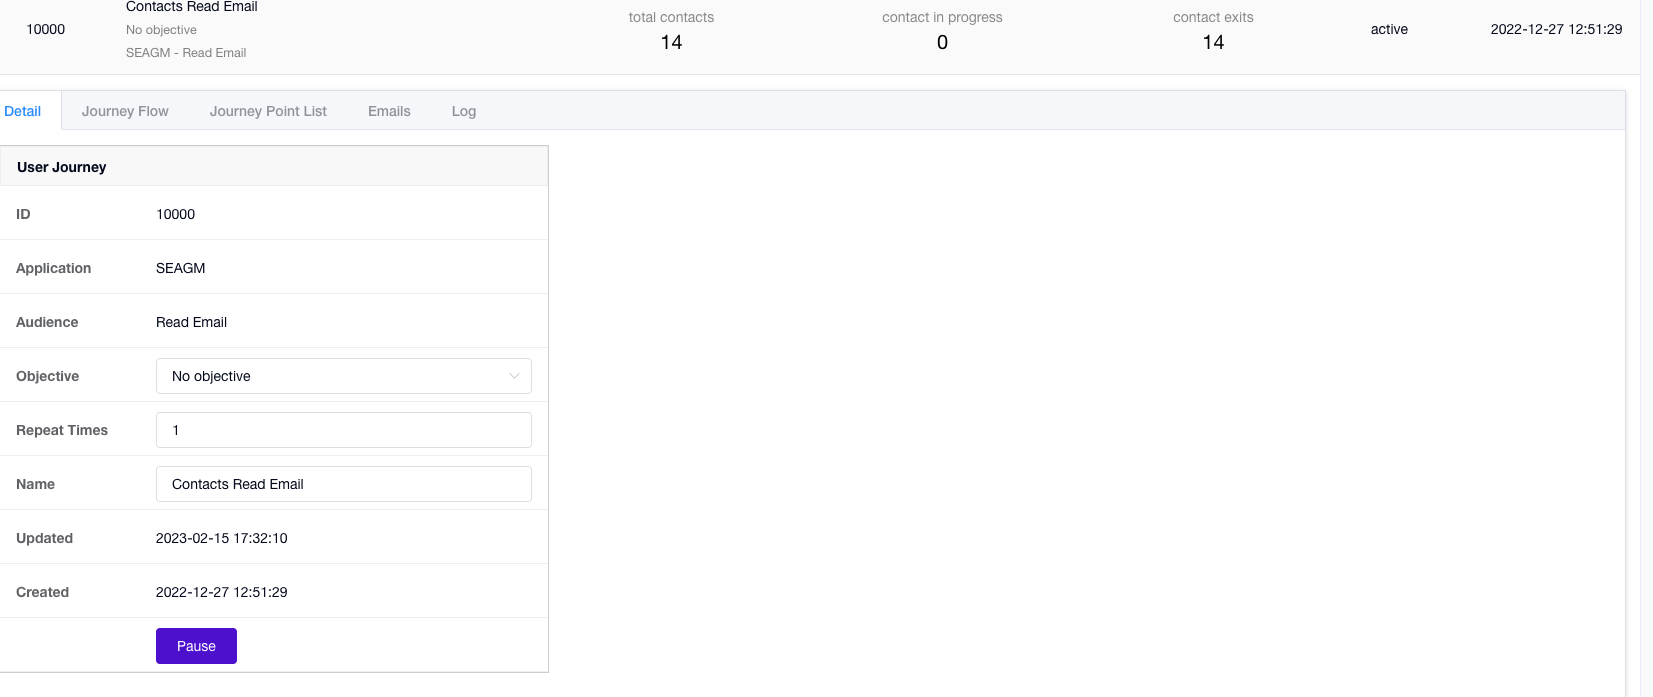 Contacts Read Email
10000
No objective
SEAGM - Read Email
total contacts
14
contact in progress
0
contact exits
14
active
2022-12-27 12:51:29
Detail
Journey Flow
Journey Point List
Emails
Log
User Journey
ID
10000
Application
SEAGM
Audience
Read Email
Objective
No objective
Repeat Times
1
Name
Contacts Read Email
Updated
2023-02-15 17:32:10
Created
2022-12-27 12:51:29
Pause